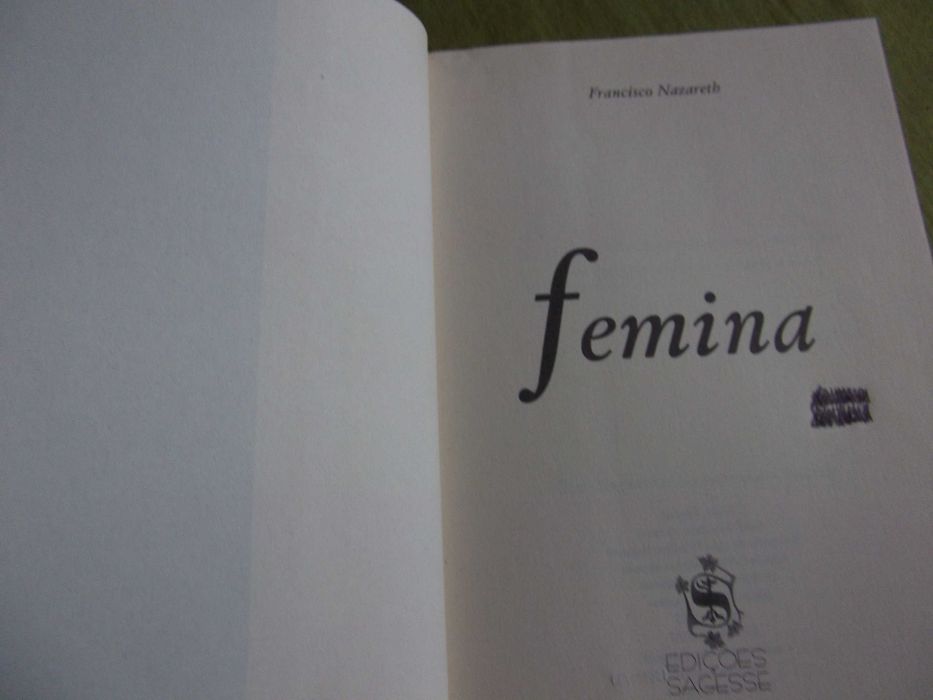 Francisco Nazareth
femina
EDIÇÕES
SAGESSE